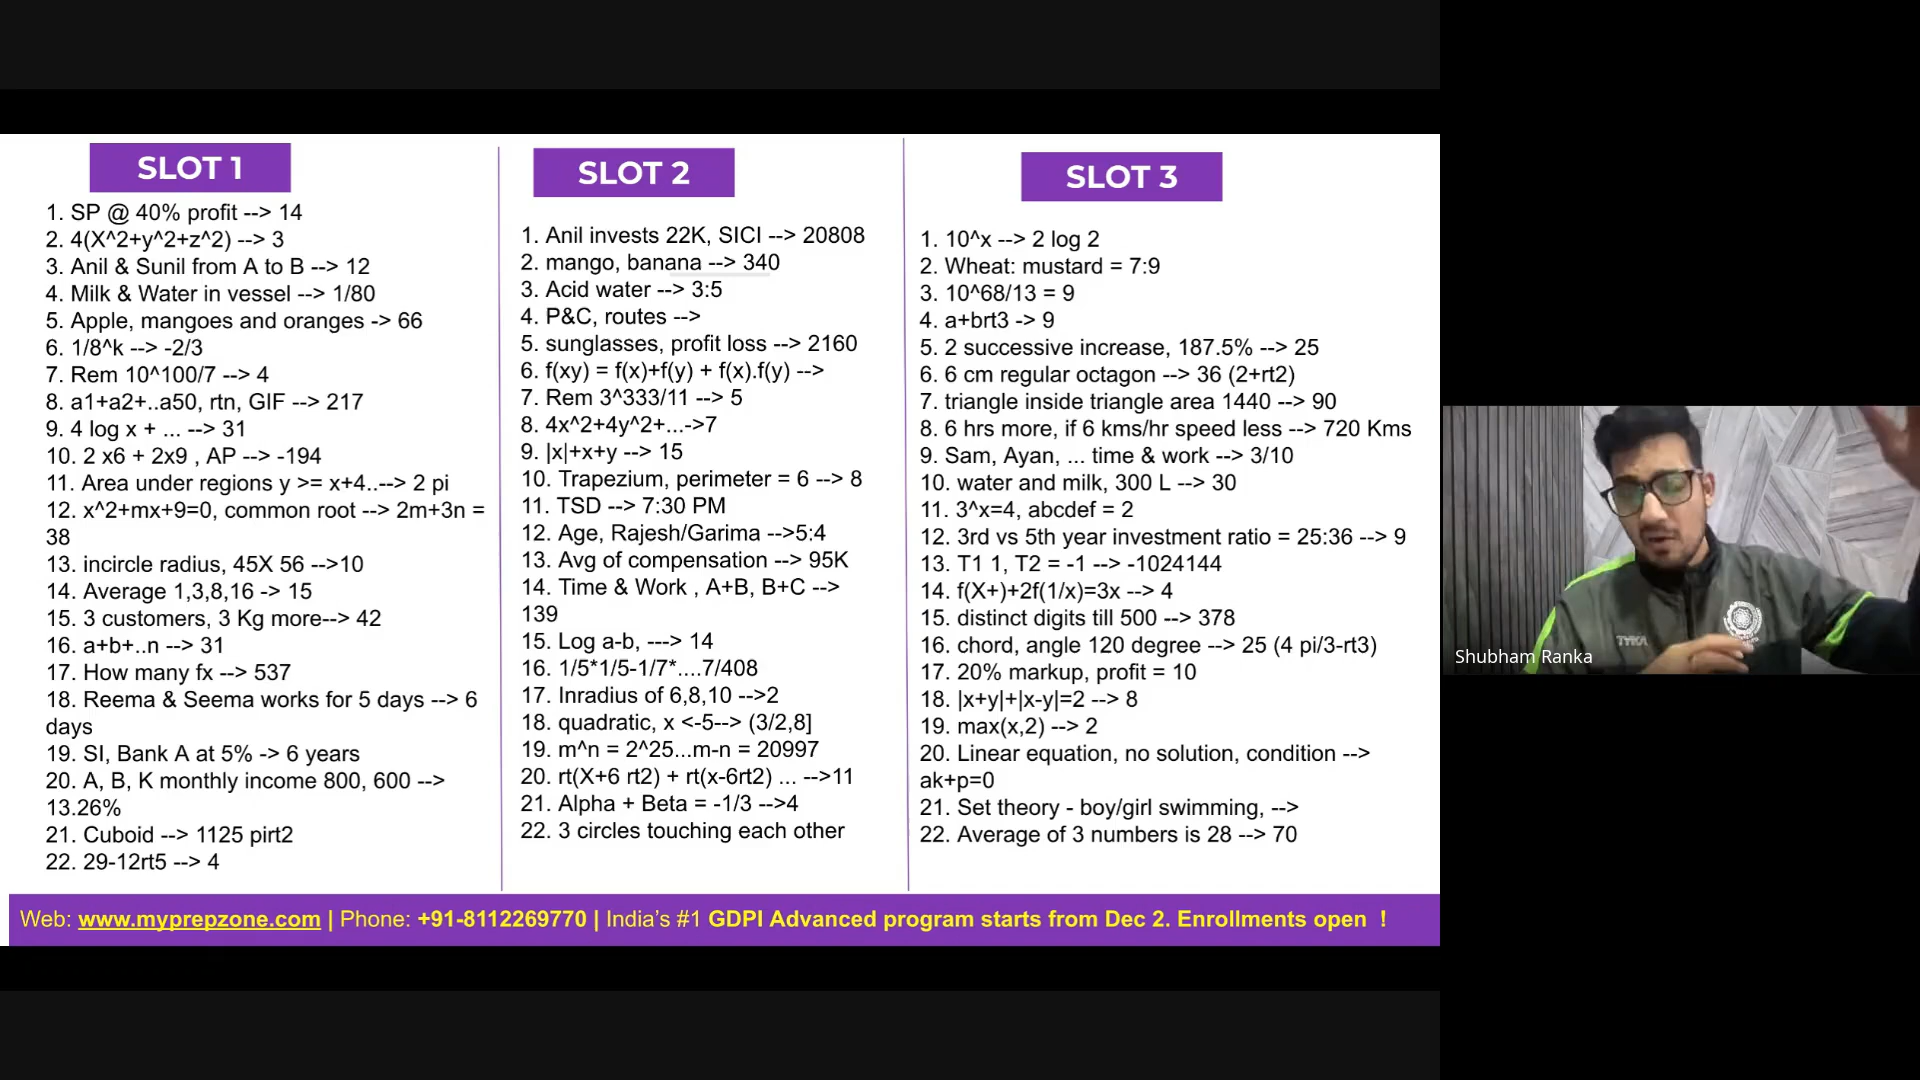 SLOT 1
1. SP @ 40% profit --> 14
2. 4(X^2+y^2+z^2) --> 3
3. Anil & Sunil from A to B --> 12
4. Milk & Water in vessel --> 1/80
5. Apple, mangoes and oranges -> 66
6. 1/8^k --> -2/3
7. Rem 10^100/7 --> 4
8. a1+a2+..a50, rtn, GIF --> 217
9. 4 log x + ... --> 31
10. 2 x6 + 2x9 , AP --> -194
11. Area under regions y >= x+4..--> 2 pi
12. x^2+mx+9=0, common root --> 2m+3n =
38
13. incircle radius, 45X 56 -->10
14. Average 1,3,8,16 -> 15
15. 3 customers, 3 Kg more--> 42
16. a+b+..n --> 31
17. How many fx --> 537
18. Reema & Seema works for 5 days --> 6
days
19. SI, Bank A at 5% -> 6 years
20. A, B, K monthly income 800, 600 -->
13.26%
21. Cuboid --> 1125 pirt2
22. 29-12rt5 --> 4
SLOT 2
1. Anil invests 22K, SICI --> 20808
2. mango, banana --> 340
3. Acid water --> 3:5
4. P&C, routes -->
5. sunglasses, profit loss --> 2160
6. f(xy) = f(x)+f(y) + f(x).f(y) -->
7. Rem 3^333/11 --> 5
8. 4x^2+4y^2+...->7
9. |x|+x+y --> 15
10. Trapezium, perimeter = 6 --> 8
11. TSD --> 7:30 PM
12. Age, Rajesh/Garima -->5:4
13. Avg of compensation --> 95K
14. Time & Work , A+B, B+C -->
139
15. Log a-b, ---> 14
16. 1/5*1/5-1/7*....7/408
17. Inradius of 6,8,10 -->2
18. quadratic, x <-5--> (3/2,8]
19. m^n = 2^25...m-n = 20997
20. rt(X+6 rt2) + rt(x-6rt2) ... -->11
21. Alpha + Beta = -1/3 -->4
22. 3 circles touching each other
SLOT 3
1. 10^x --> 2 log 2
2. Wheat: mustard = 7:9
3. 10^68/13 = 9
4. a+brt3 -> 9
5. 2 successive increase, 187.5% --> 25
6. 6 cm regular octagon --> 36 (2+rt2)
7. triangle inside triangle area 1440 --> 90
8. 6 hrs more, if 6 kms/hr speed less --> 720 Kms
9. Sam, Ayan, ... time & work --> 3/10
10. water and milk, 300 L --> 30
11. 3^x=4, abcdef = 2
12. 3rd vs 5th year investment ratio = 25:36 --> 9
13. T1 1, T2 = -1 --> -1024144
14. f(X+)+2f(1/x)=3x --> 4
15. distinct digits till 500 --> 378
16. chord, angle 120 degree --> 25 (4 pi/3-rt3)
17. 20% markup, profit = 10
18. |x+y|+|x-y|=2 --> 8
19. max(x,2) --> 2
20. Linear equation, no solution, condition -->
ak+p=0
21. Set theory - boy/girl swimming, -->
22. Average of 3 numbers is 28 --> 70
Web: www.myprepzone.com | Phone: +91-8112269770 | India's #1 GDPI Advanced program starts from Dec 2. Enrollments open !
TYKA
Shubham Ranka